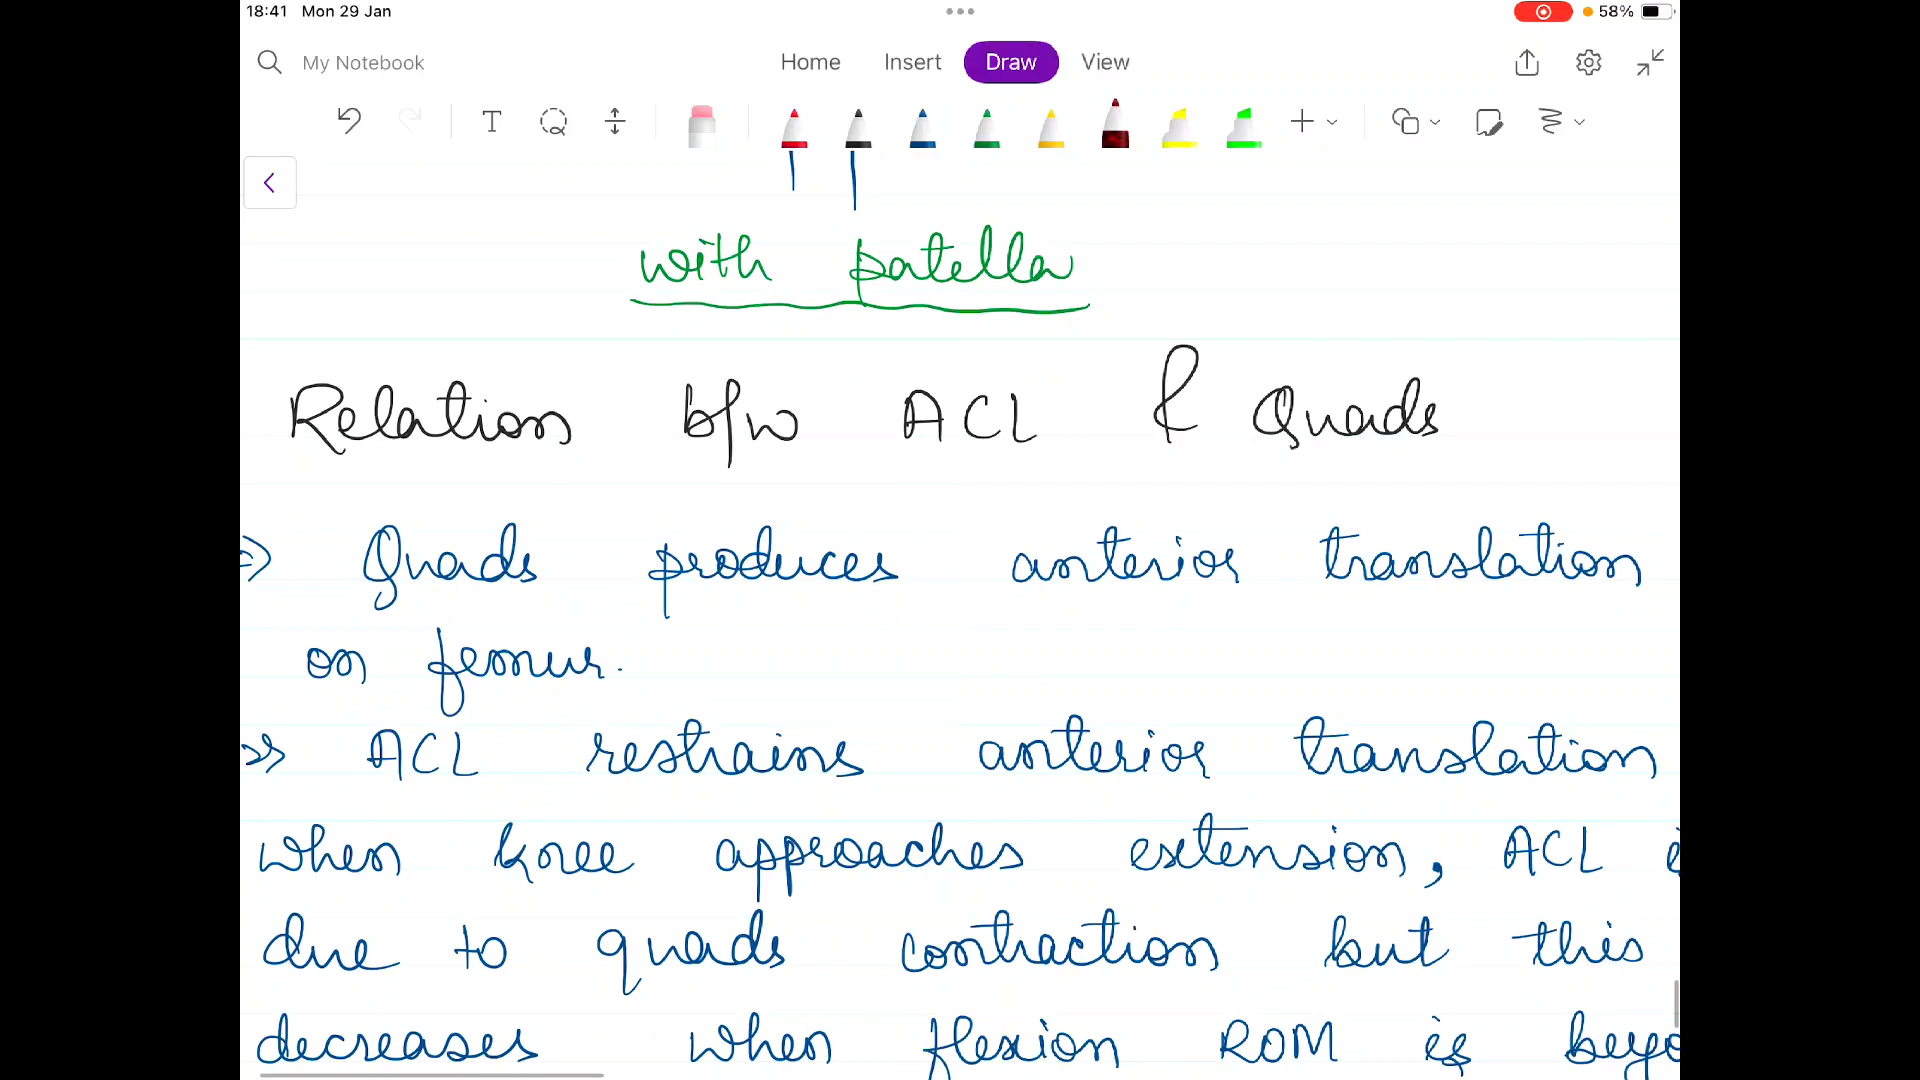 18:41 Mon 29 Jan
58%
My Notebook
Home Insert Draw View
T
with patella
Relation b/w ACL & Quads
⇒ Quads produces anterior translation
on femur.
⇒ ACL restrains anterior translation
when knee approaches extension, ACL
due to quads contraction but this
decreases when flexion ROM is